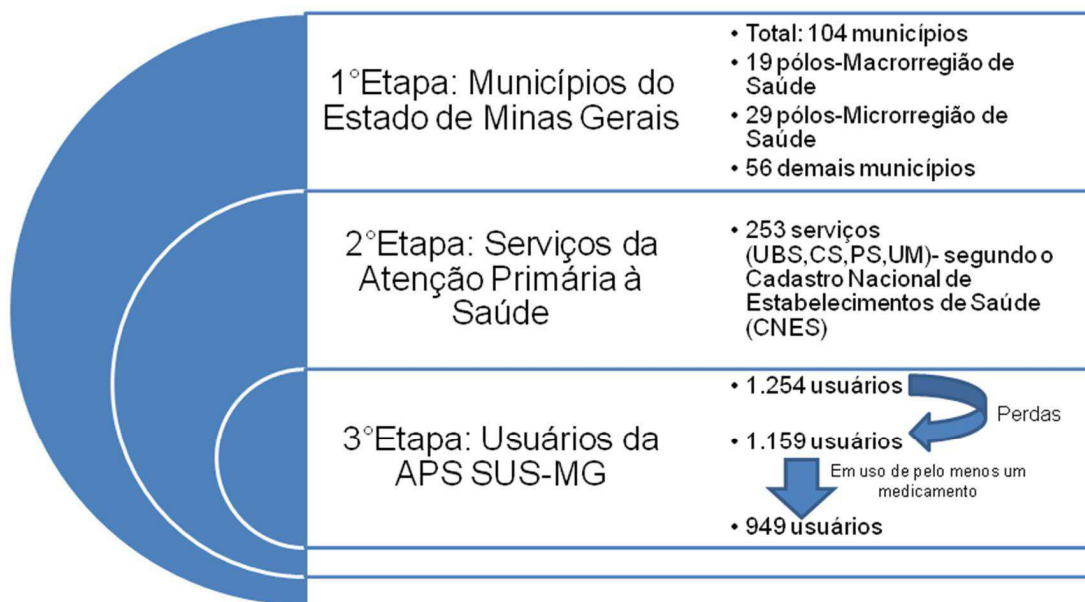 1°Etapa: Municípios do
Estado de Minas Gerais
• Total: 104 municípios
• 19 pólos-Macrorregião de
Saúde
• 29 pólos-Microrregião de
Saúde
• 56 demais municípios
2°Etapa: Serviços da
Atenção Primária à
Saúde
• 253 serviços
(UBS,CS,PS,UM)- segundo o
Cadastro Nacional de
Estabelecimentos de Saúde
(CNES)
3°Etapa: Usuários da
APS SUS-MG
• 1.254 usuários
Perdas
• 1.159 usuários
Em uso de pelo menos um
medicamento
• 949 usuários